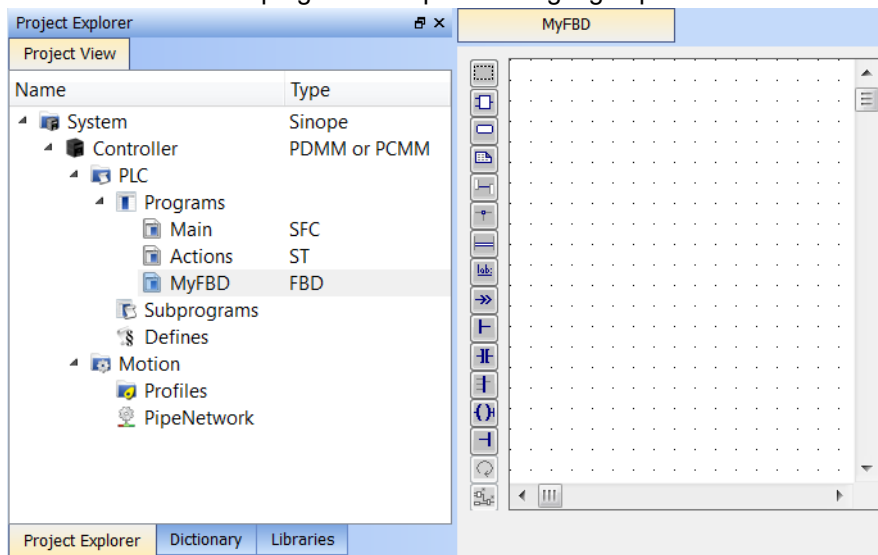 Project Explorer
MyFBD
Project View
Name Type
System Sinope
Controller PDMM or PCMM
PLC
Programs
Main SFC
Actions ST
MyFBD FBD
Subprograms
Defines
Motion
Profiles
PipeNetwork
lab:
Project Explorer Dictionary Libraries